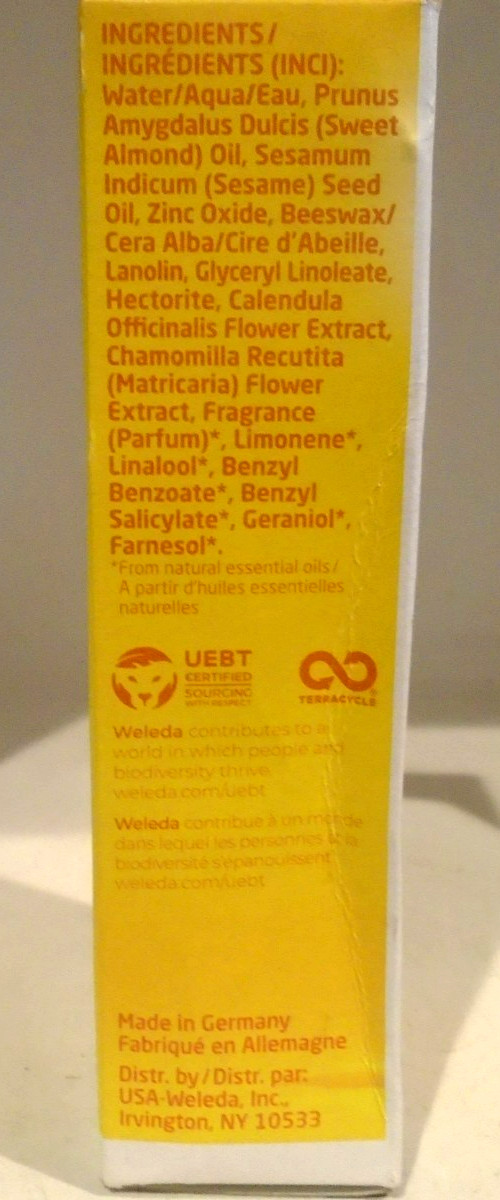 INGREDIENTS/
INGRÉDIENTS (INCI):
Water/Aqua/Eau, Prunus
Amygdalus Dulcis (Sweet
Almond) Oil, Sesamum
Indicum (Sesame) Seed
Oil, Zinc Oxide, Beeswax/
Cera Alba/Cire d'Abeille,
Lanolin, Glyceryl Linoleate,
Hectorite, Calendula
Officinalis Flower Extract,
Chamomilla Recutita
(Matricaria) Flower
Extract, Fragrance
(Parfum)*, Limonene*,
Linalool*, Benzyl
Benzoate*, Benzyl
Salicylate*, Geraniol*,
Farnesol*.
*From natural essential oils/
A partir d'huiles essentielles
naturelles
UEBT
CERTIFIED
SOURCING
WITH RESPECT
TERRACYCLE®
Weleda contributes to a
world in which people and
biodiversity thrive.
weleda.com/uebt
Weleda contribue à un monde
dans lequel les personnes et la
biodiversité s'épanouissent
weleda.com/uebt
Made in Germany
Fabriqué en Allemagne
Distr. by/Distr. par:
USA-Weleda, Inc.,
Irvington, NY 10533